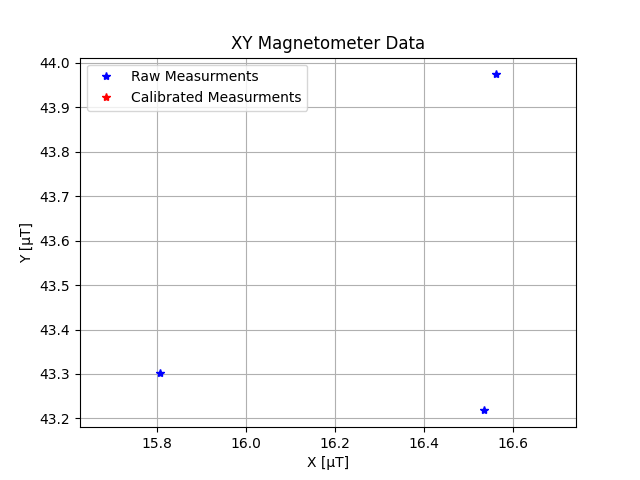 XY Magnetometer Data
Raw Measurments
Calibrated Measurments
44.0
43.9
43.8
43.7
43.6
43.5
43.4
43.3
43.2
Y [µT]
15.8 16.0 16.2 16.4 16.6
X [µT]